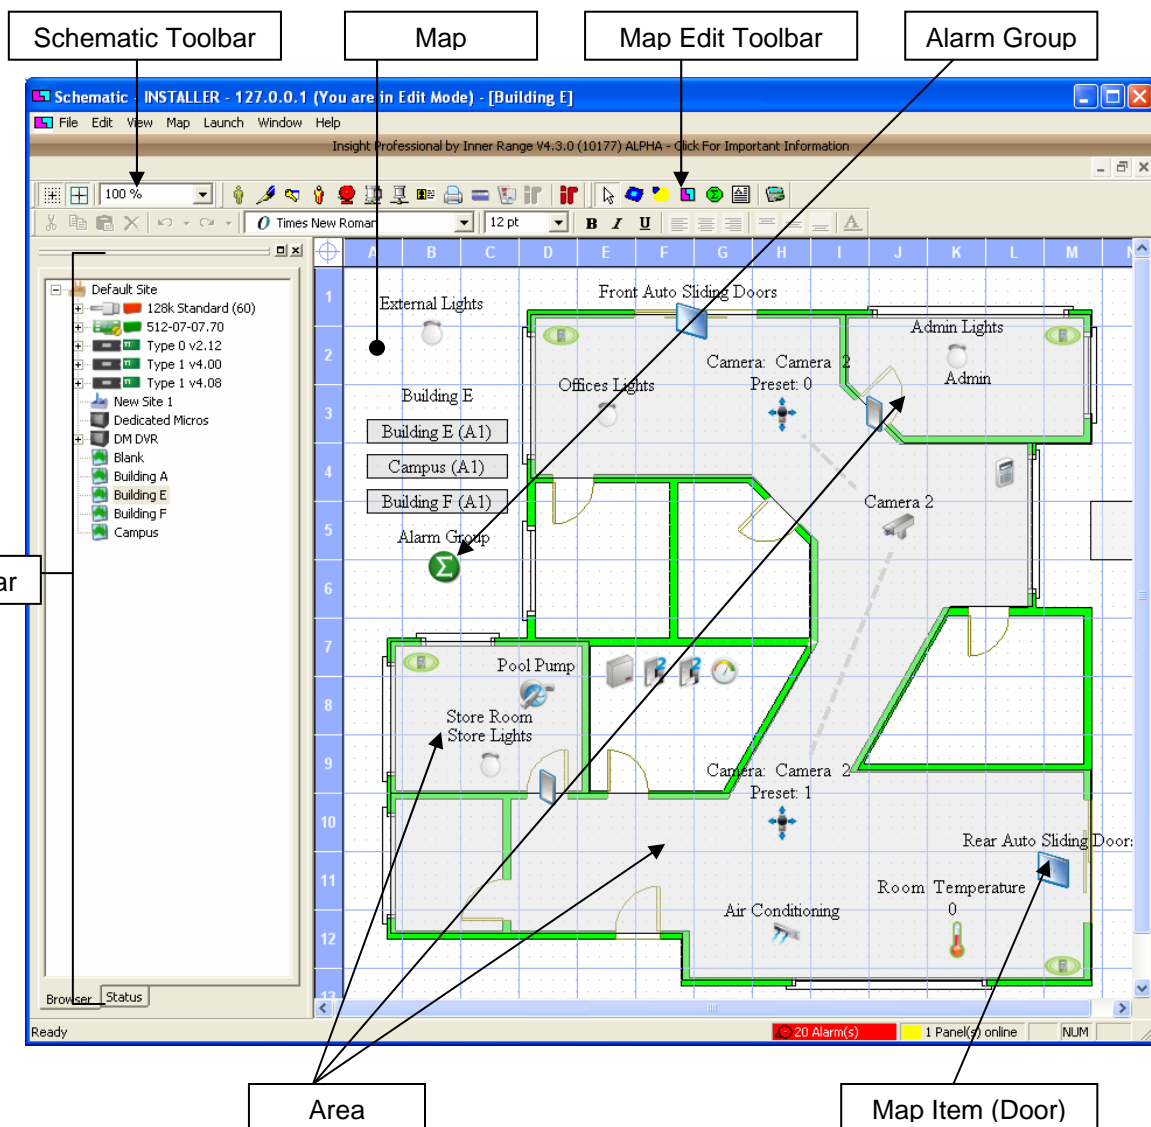 Schematic Toolbar
Map
Map Edit Toolbar
Alarm Group
Schematic - INSTALLER - 127.0.0.1 (You are in Edit Mode) - [Building E]
File Edit View Map Launch Window Help
Insight Professional by Inner Range V4.3.0 (10177) ALPHA - Click For Important Information
100 %
Times New Roman
12 pt
B I U
A
A B C D E F G H I J K L M N
Default Site
128k Standard (60)
512-07-07.70
Type 0 v2.12
Type 1 v4.00
Type 1 v4.08
New Site 1
Dedicated Micros
DM DVR
Blank
Building A
Building E
Building F
Campus
ar
Browser
Status
1
2
3
4
5
6
7
8
9
10
11
12
13
External Lights
Front Auto Sliding Doors
Admin Lights
Camera: Camera 2
Preset: 0
Admin
Offices Lights
Building E
Building E (A1)
Campus (A1)
Building F (A1)
Camera 2
Alarm Group
Σ
Pool Pump
2
2
Store Room
Store Lights
Camera: Camera 2
Preset: 1
Rear Auto Sliding Doors
Room Temperature
0
Air Conditioning
Ready
20 Alarm(s)
1 Panel(s) online
NUM
Area
Map Item (Door)